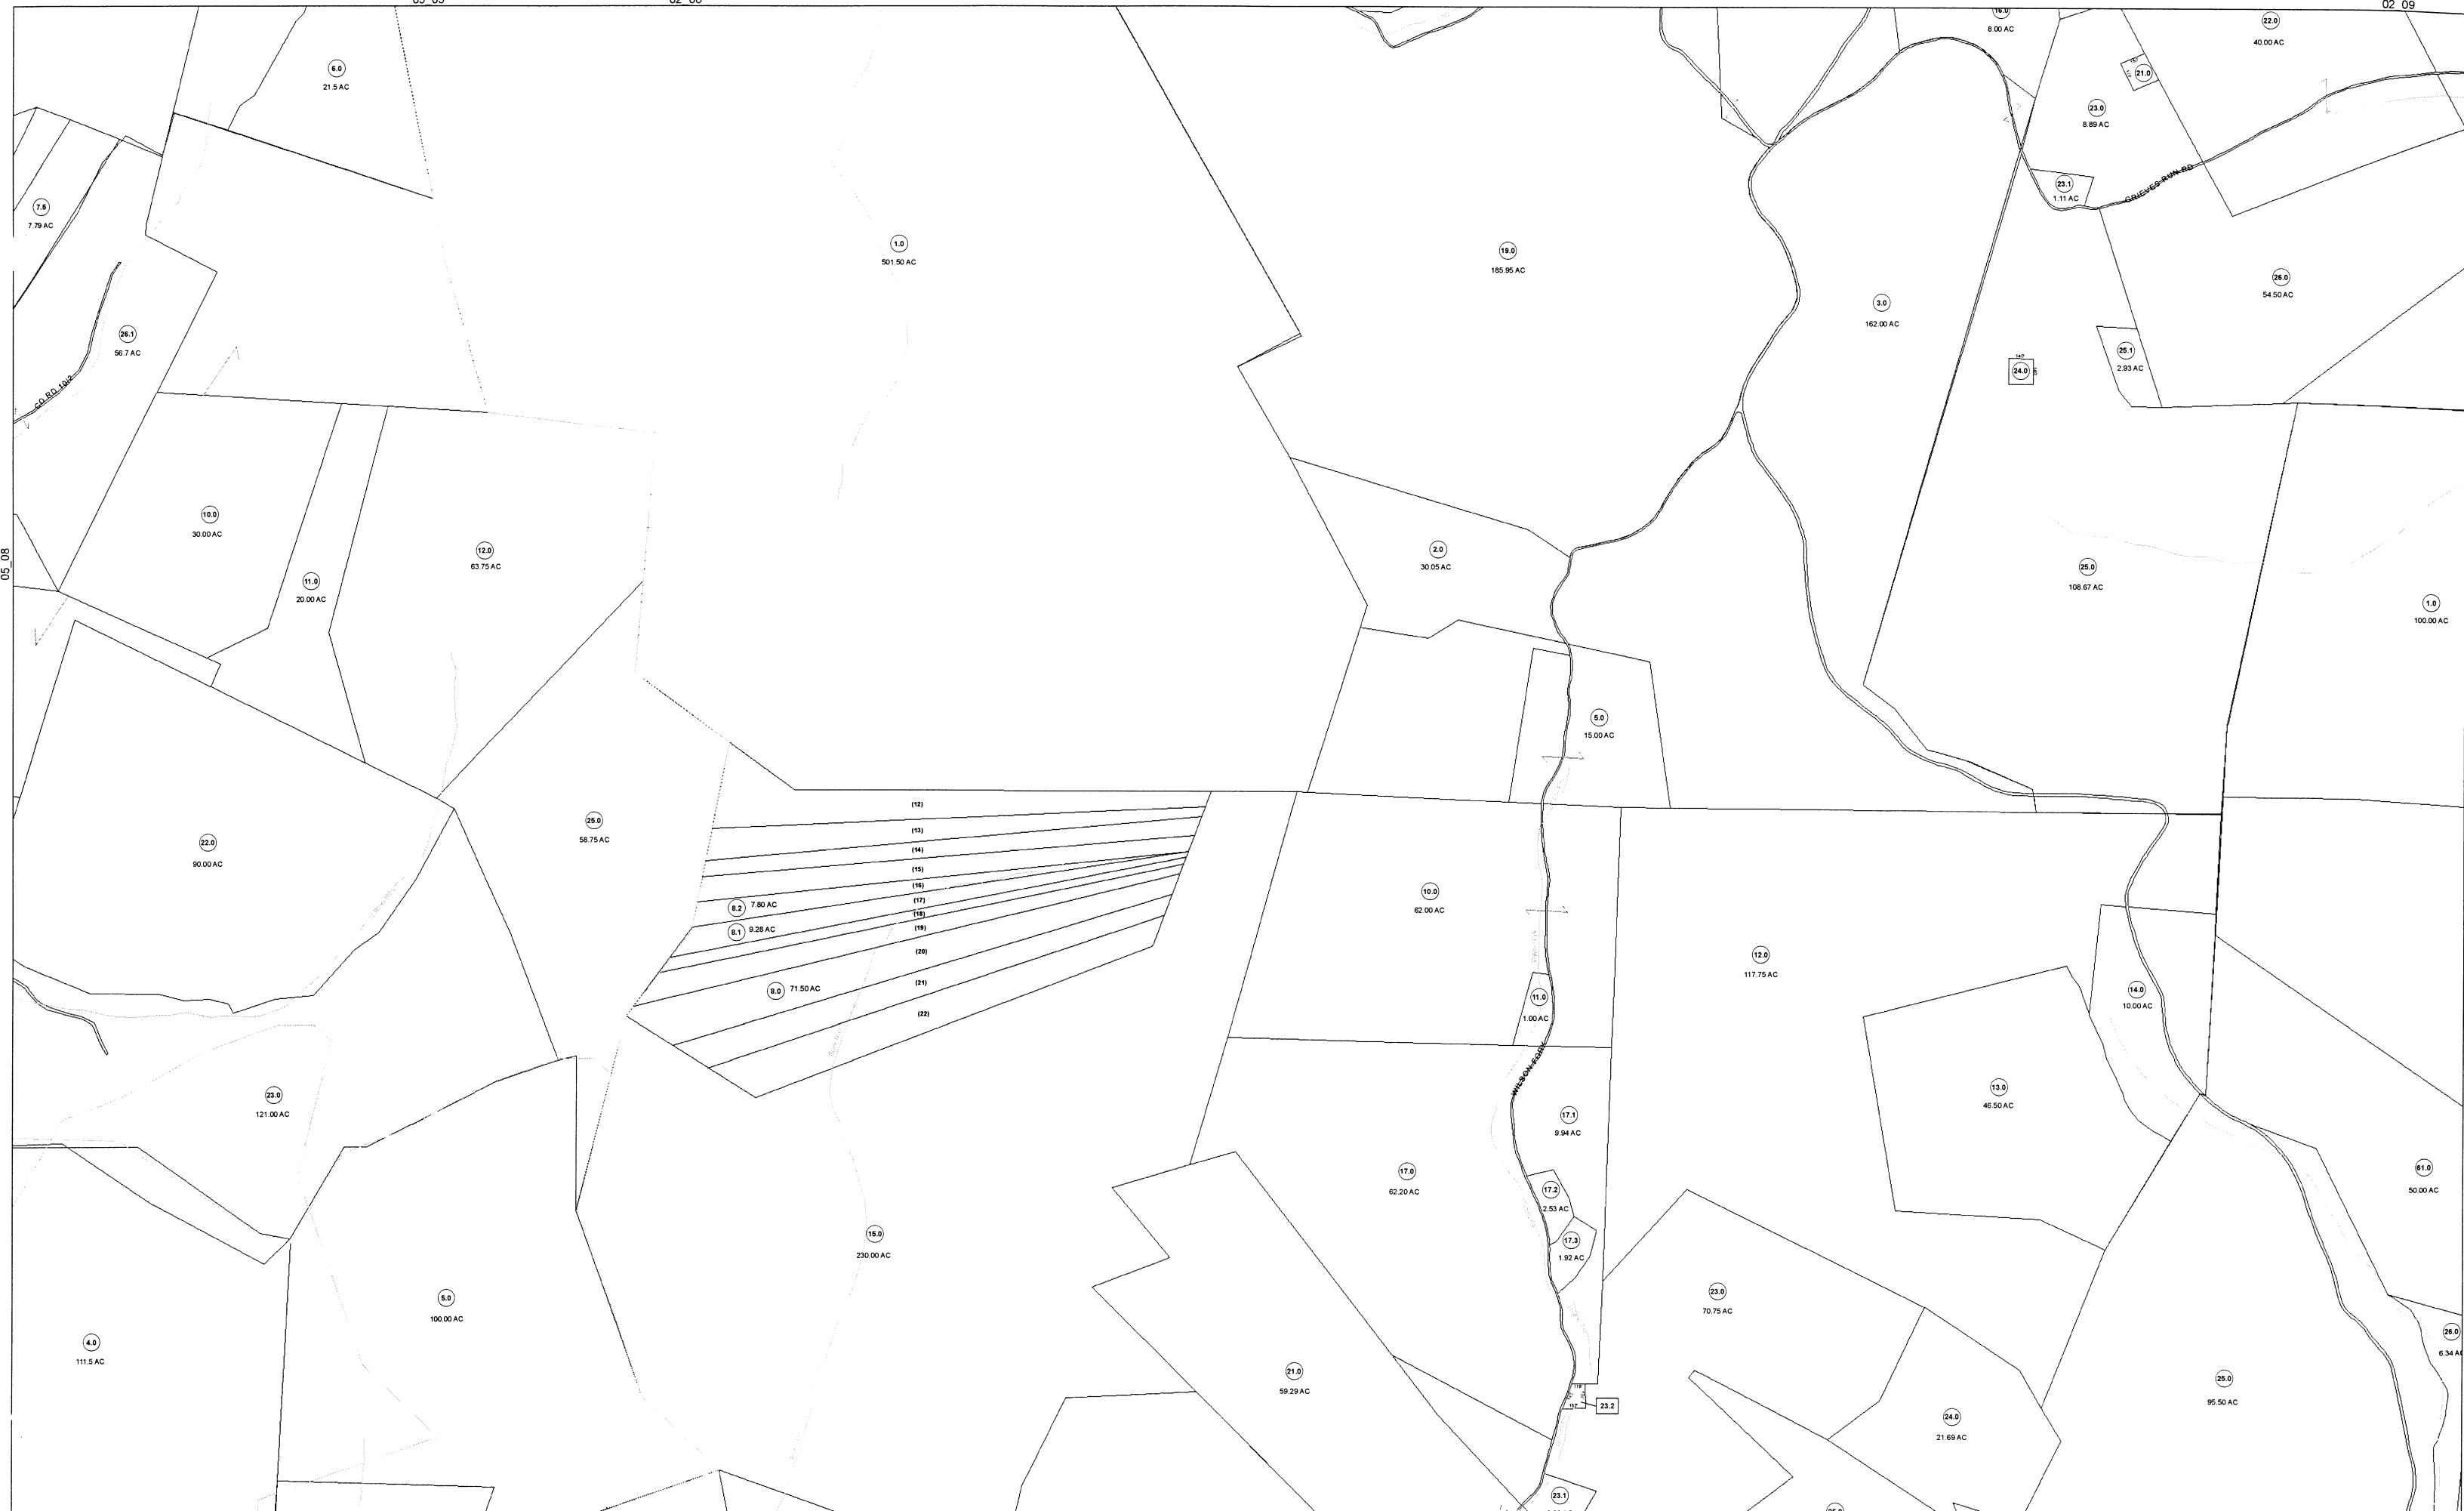 02 09
16.0
8.00 AC
22.0
40.00 AC
6.0
21.5 AC
21.0
23.0
8.89 AC
GRIEVES RUN RD
23.1
1.11 AC
7.5
7.79 AC
1.0
501.50 AC
19.0
185.95 AC
26.0
54.50 AC
3.0
162.00 AC
26.1
56.7 AC
25.1
2.93 AC
24.0
CO RD 19/2
10.0
30.00 AC
12.0
63.75 AC
2.0
30.05 AC
05_08
11.0
20.00 AC
25.0
108.67 AC
1.0
100.00 AC
5.0
15.00 AC
(12)
25.0
58.75 AC
(13)
22.0
90.00 AC
(14)
(15)
(16)
10.0
62.00 AC
(17)
8.2 7.80 AC
(18)
8.1 9.28 AC
(19)
(20)
12.0
117.75 AC
(21)
8.0 71.50 AC
11.0
1.00 AC
14.0
10.00 AC
(22)
WILSON FORK
23.0
121.00 AC
13.0
46.50 AC
17.1
9.94 AC
17.0
62.20 AC
61.0
50.00 AC
17.2
2.53 AC
15.0
230.00 AC
17.3
1.92 AC
5.0
100.00 AC
23.0
70.75 AC
4.0
111.5 AC
26.0
6.34 A
21.0
59.29 AC
25.0
95.50 AC
23.2
24.0
21.69 AC
23.1